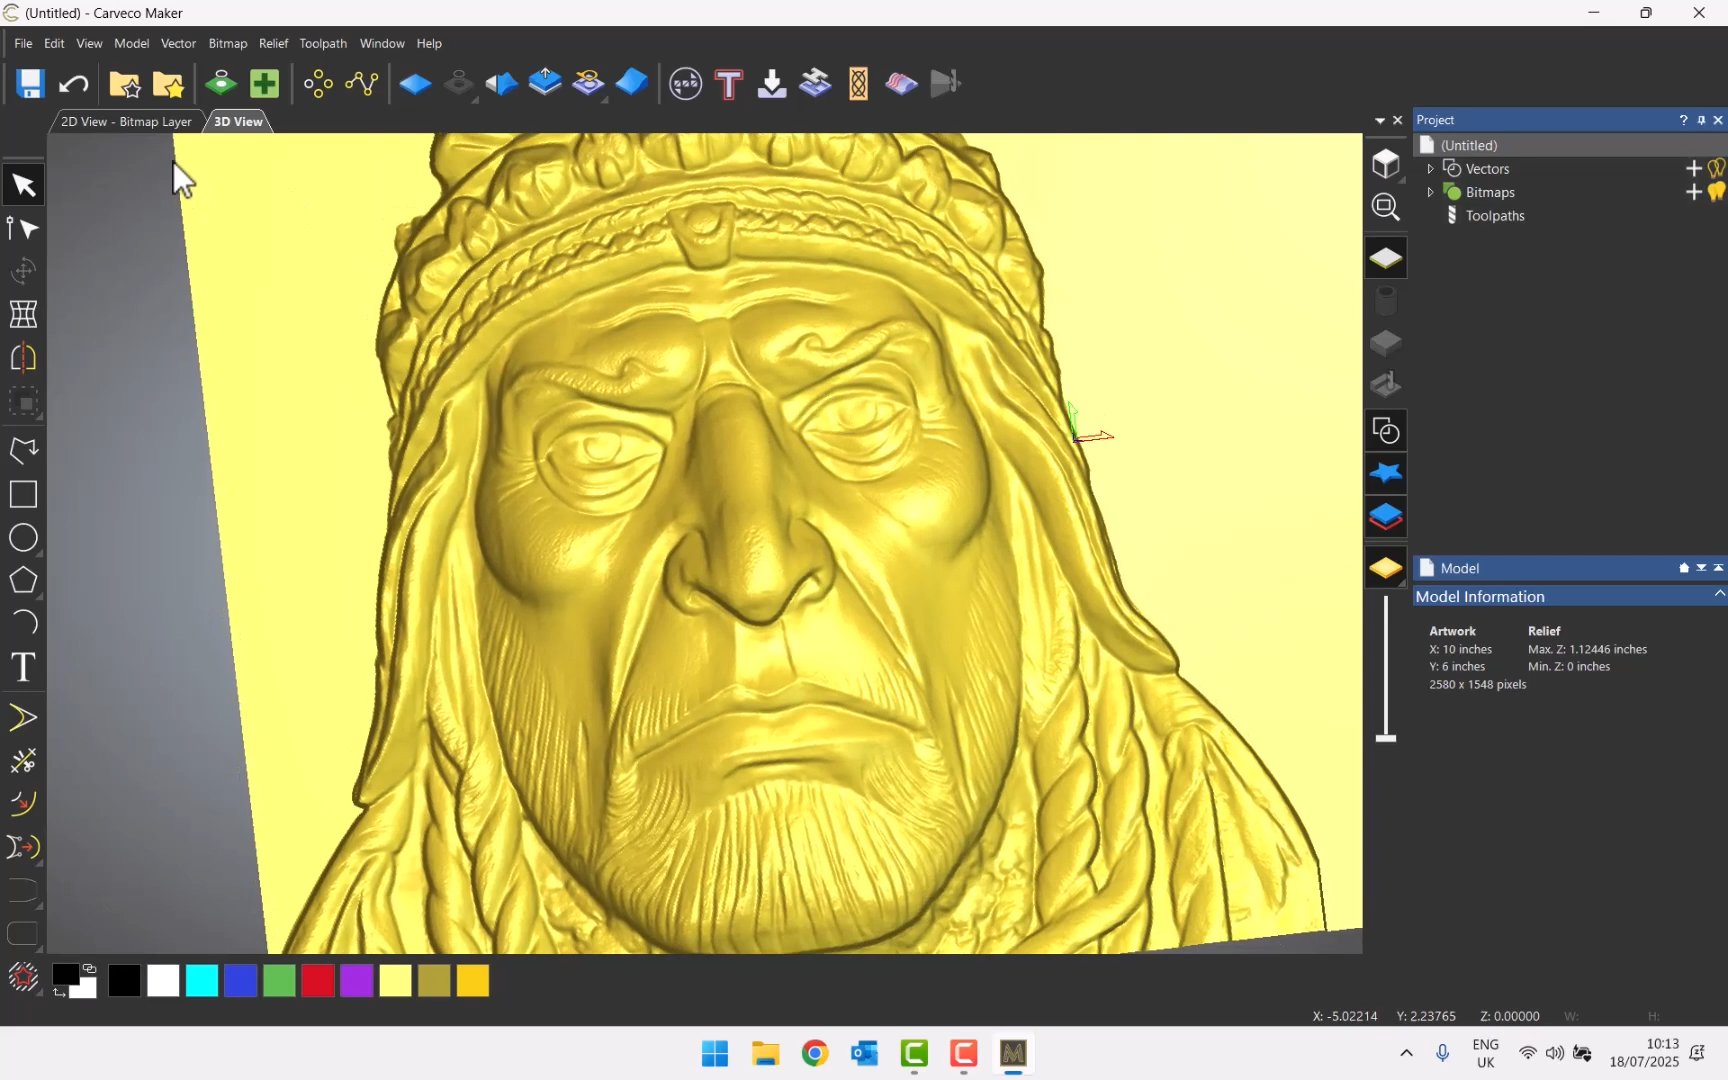 (Untitled) - Carveco Maker
File Edit View Model Vector Bitmap Relief Toolpath Window Help
2D View - Bitmap Layer 3D View
Project
(Untitled)
Vectors
Bitmaps
Toolpaths
Model
Model Information
Artwork Relief
X: 10 inches Max. Z: 1.12446 inches
Y: 6 inches Min. Z: 0 inches
2580 x 1548 pixels
X: -5.02214 Y: 2.23765 Z: 0.00000 W: H:
ENG
UK
10:13
18/07/2025